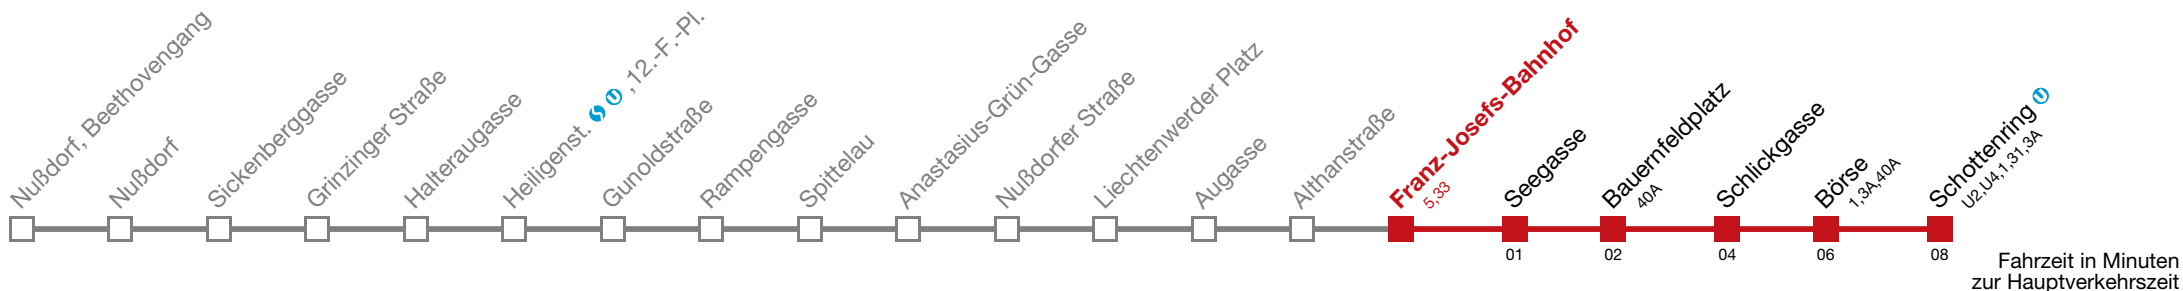 Nußdorf, Beethovengang
Nußdorf
Sickenberggasse
Grinzinger Straße
Halteraugasse
Heiligenst. S U , 12.-F.-Pl.
Gunoldstraße
Rampengasse
Spittelau
Anastasius-Grün-Gasse
Nußdorfer Straße
Liechtenwerder Platz
Augasse
Althanstraße
Franz-Josefs-Bahnhof
5,33
Seegasse
01
Bauernfeldplatz
40A
02
Schlickgasse
04
Börse
1,3A,40A
06
Schottenring U
U2,U4,1,31,3A
08
Fahrzeit in Minuten
zur Hauptverkehrszeit